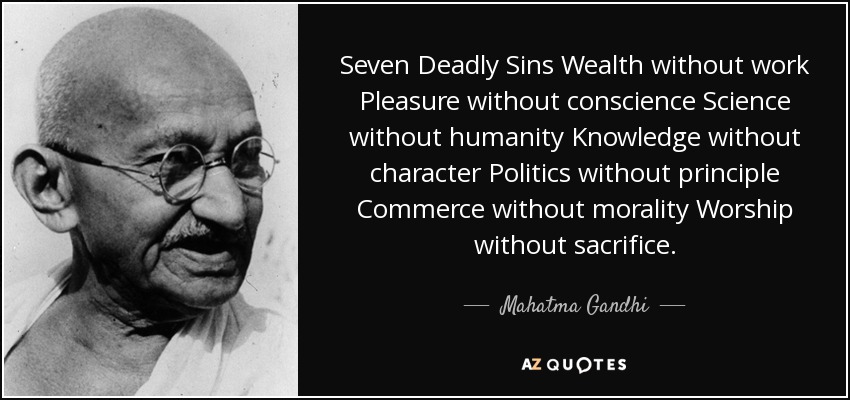 Seven Deadly Sins Wealth without work
Pleasure without conscience Science
without humanity Knowledge without
character Politics without principle
Commerce without morality Worship
without sacrifice.
Mahatma Gandhi
AZ QUOTES